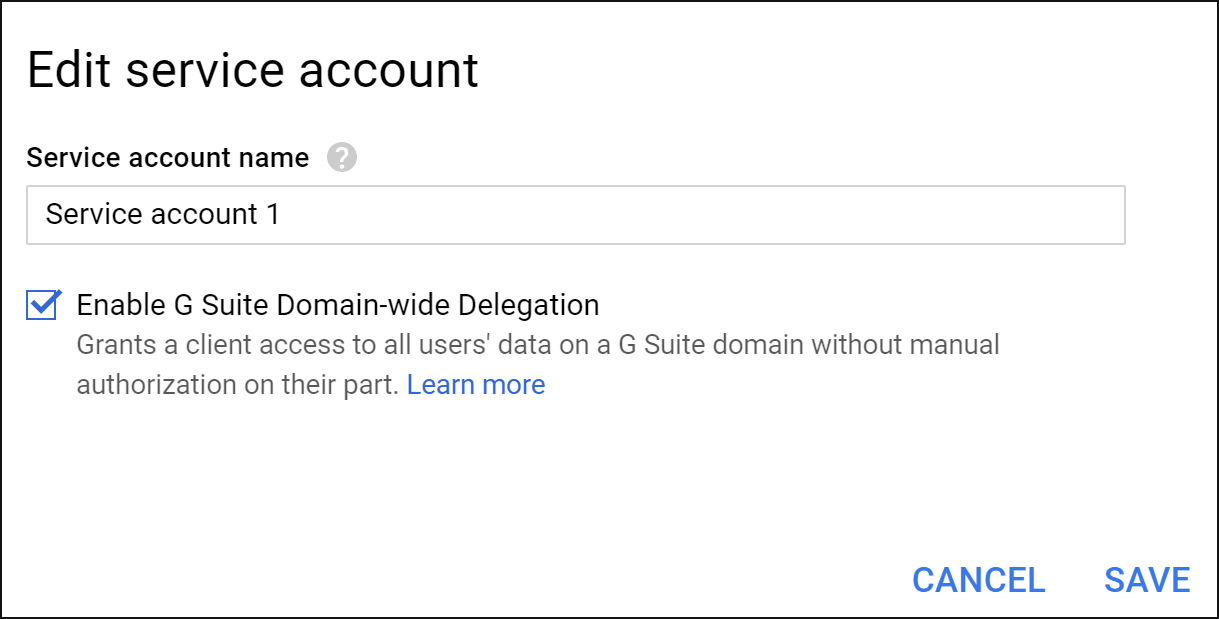 Edit service account
Service account name ?
Service account 1
Enable G Suite Domain-wide Delegation
Grants a client access to all users' data on a G Suite domain without manual
authorization on their part. Learn more
CANCEL SAVE